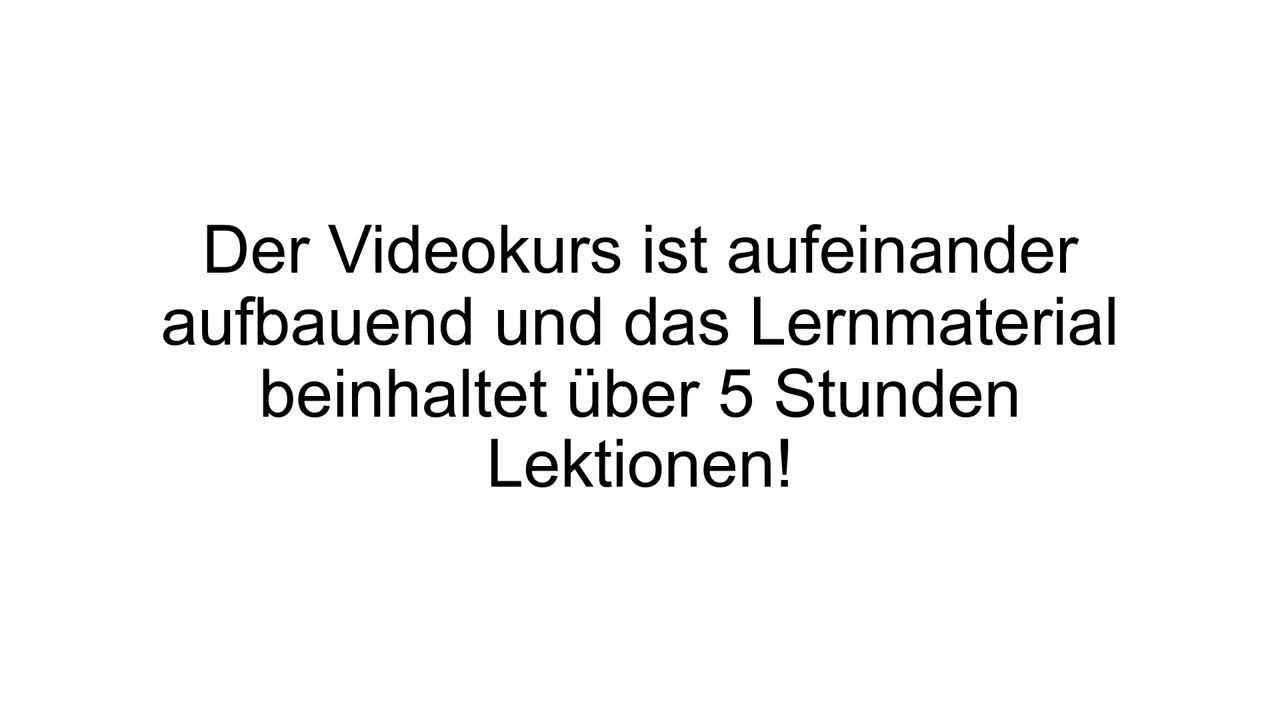 Der Videokurs ist aufeinander
aufbauend und das Lernmaterial
beinhaltet über 5 Stunden
Lektionen!